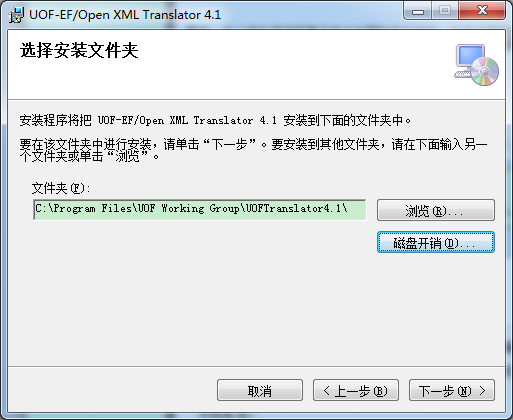 UOF-EF/Open XML Translator 4.1
选择安装文件夹
安装程序将把 UOF-EF/Open XML Translator 4.1 安装到下面的文件夹中。
要在该文件夹中进行安装，请单击“下一步”。要安装到其他文件夹，请在下面输入另一
个文件夹或单击“浏览”。
文件夹(F):
C:\Program Files\UOF Working Group\UOFTranslator4.1\
浏览(R)...
磁盘开销(D)...
取消
< 上一步(B)
下一步(N) >